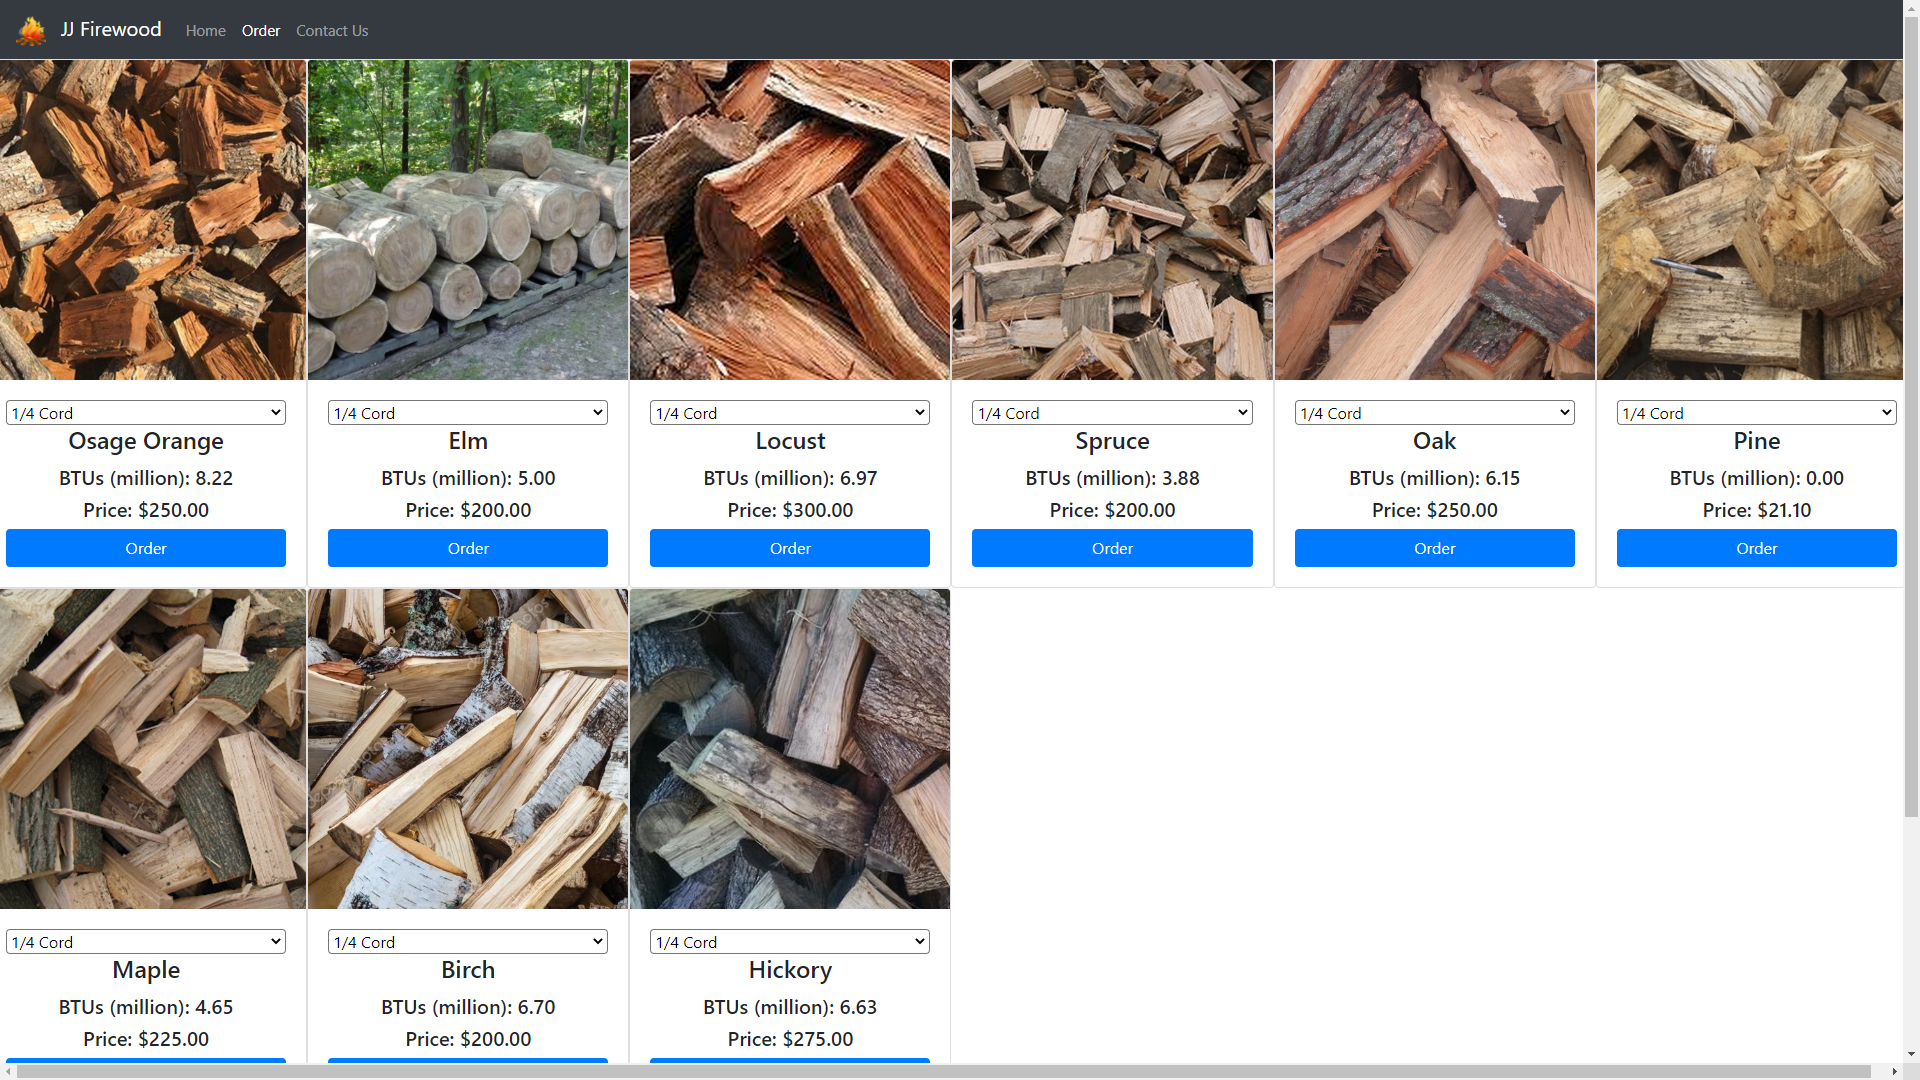 JJ Firewood Home Order Contact Us
1/4 Cord
Osage Orange
BTUs (million): 8.22
Price: $250.00
Order
1/4 Cord
Elm
BTUs (million): 5.00
Price: $200.00
Order
1/4 Cord
Locust
BTUs (million): 6.97
Price: $300.00
Order
1/4 Cord
Spruce
BTUs (million): 3.88
Price: $200.00
Order
1/4 Cord
Oak
BTUs (million): 6.15
Price: $250.00
Order
1/4 Cord
Pine
BTUs (million): 0.00
Price: $21.10
Order
1/4 Cord
Maple
BTUs (million): 4.65
Price: $225.00
1/4 Cord
Birch
BTUs (million): 6.70
Price: $200.00
1/4 Cord
Hickory
BTUs (million): 6.63
Price: $275.00